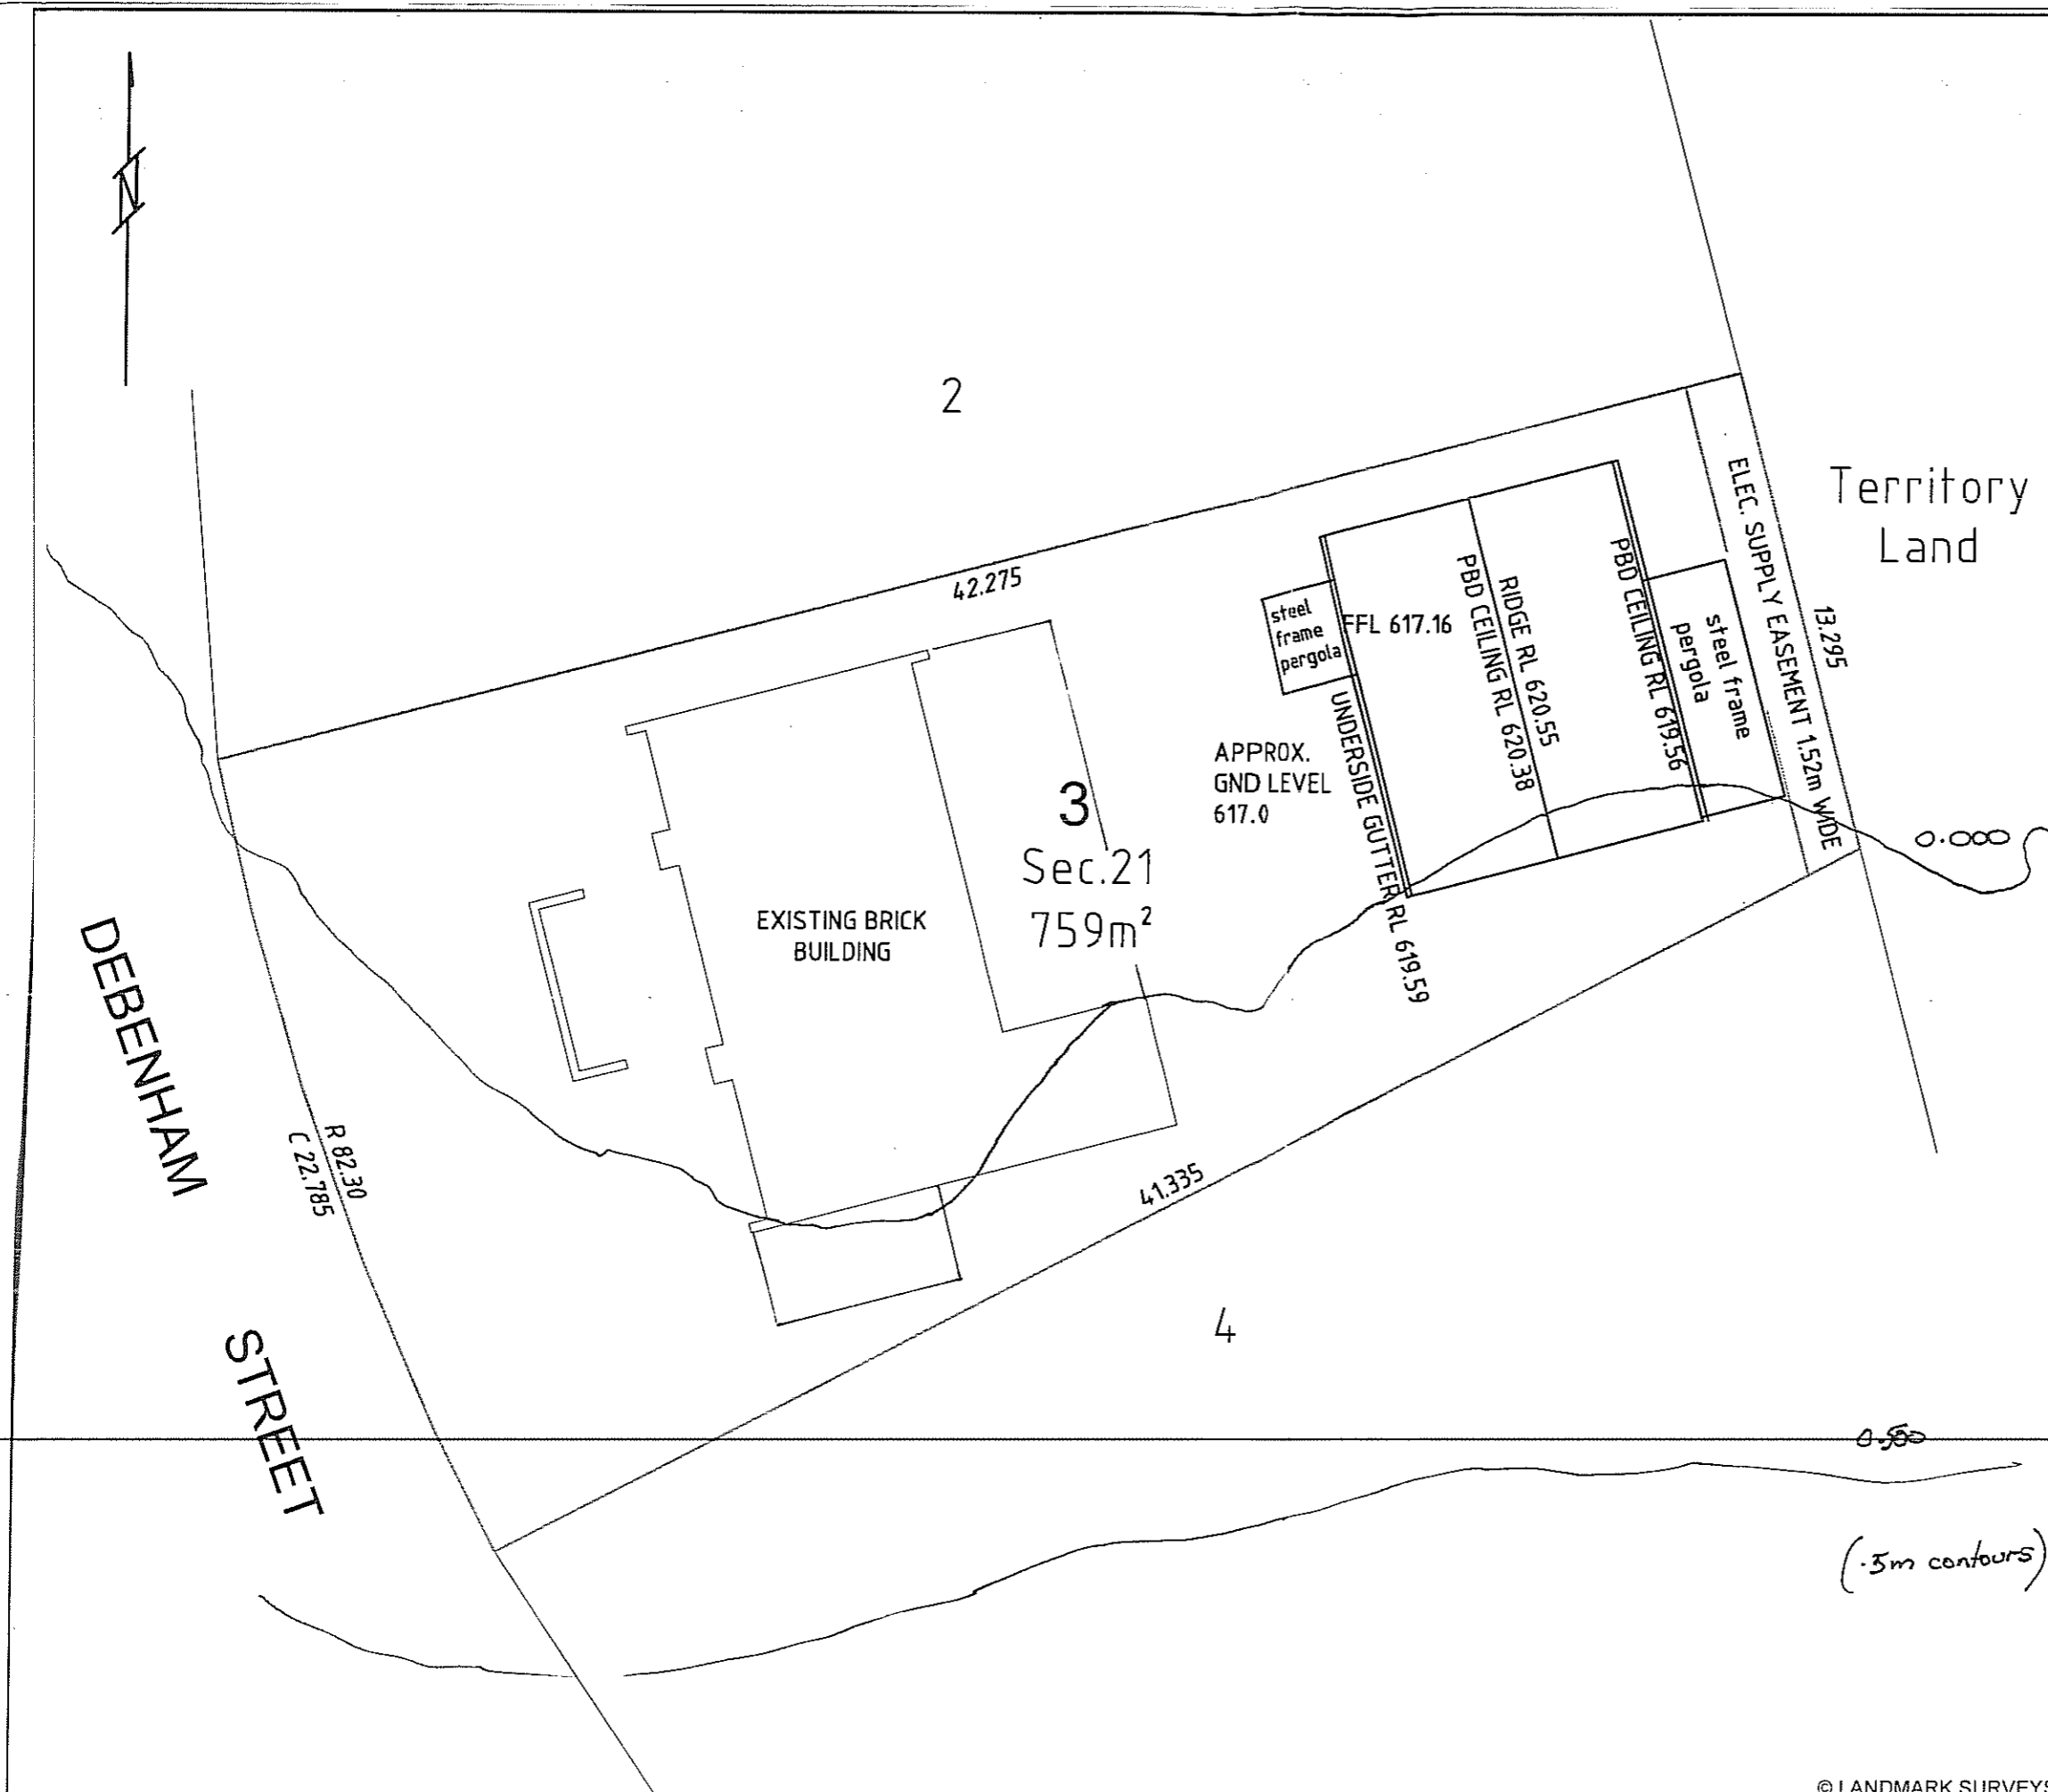 N
2
Territory
Land
42.275
ELEC. SUPPLY EASEMENT 1.52m WIDE
13.295
steel
frame
pergola
FFL 617.16
RIDGE RL 620.55
PBD CEILING RL 620.38
PBD CEILING RL 619.56
steel frame
pergola
UNDERSIDE GUTTER RL 619.59
APPROX.
GND LEVEL
617.0
3
Sec.21
759m²
EXISTING BRICK
BUILDING
0.000
DEBENHAM
STREET
R 82.30
C 22.785
41.335
4
(.5m contours)
© LANDMARK SURVEYS